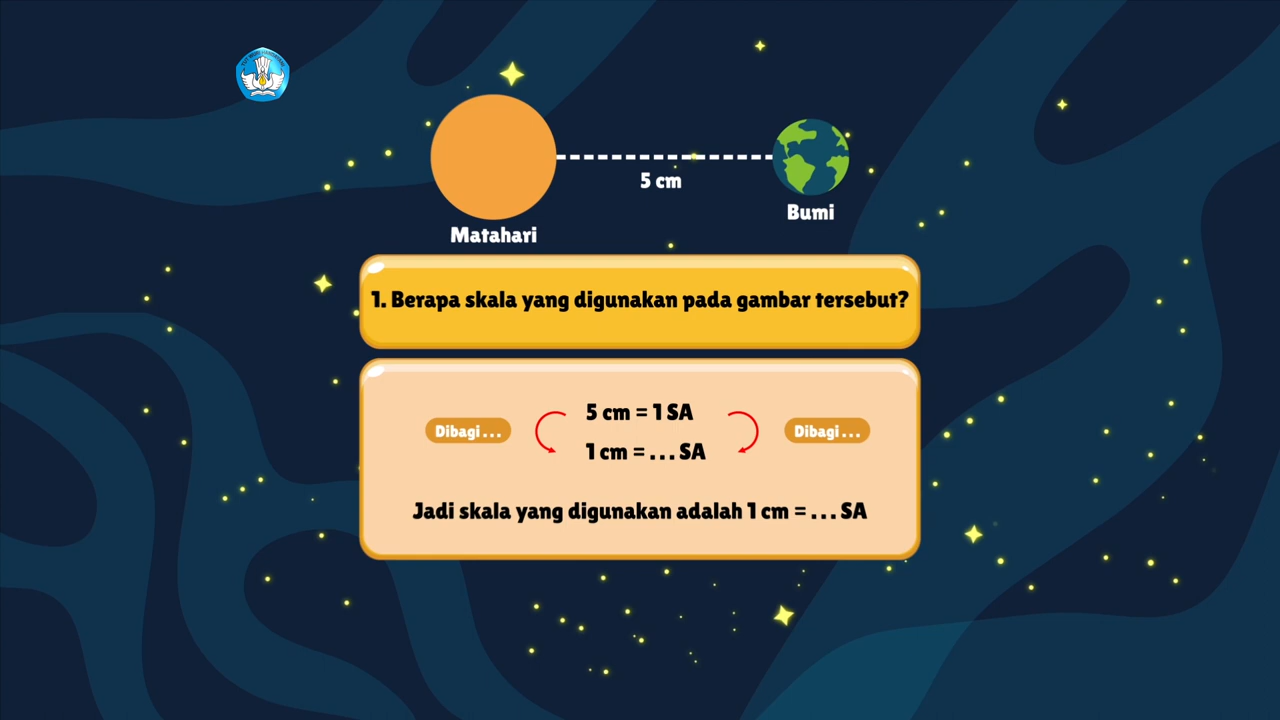 5 cm
Bumi
Matahari
1. Berapa skala yang digunakan pada gambar tersebut?
5 cm = 1 SA
Dibagi . . .
Dibagi . . .
1 cm = . . . SA
Jadi skala yang digunakan adalah 1 cm = . . . SA